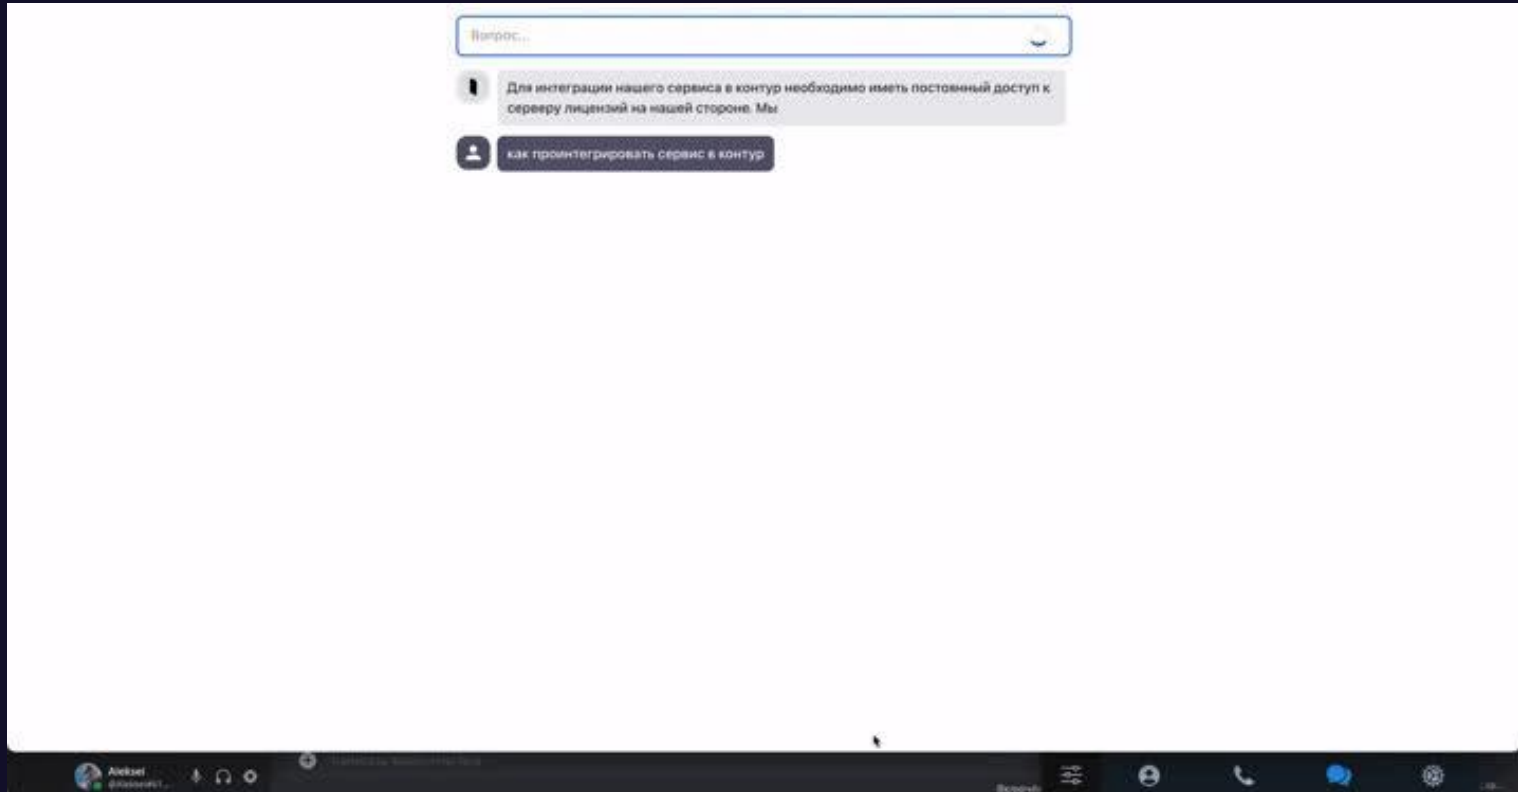 Вопрос...
Для интеграции нашего сервиса в контур необходимо иметь постоянный доступ к
серверу лицензий на нашей стороне. Мы
как проинтегрировать сервис в контур
Aleksei